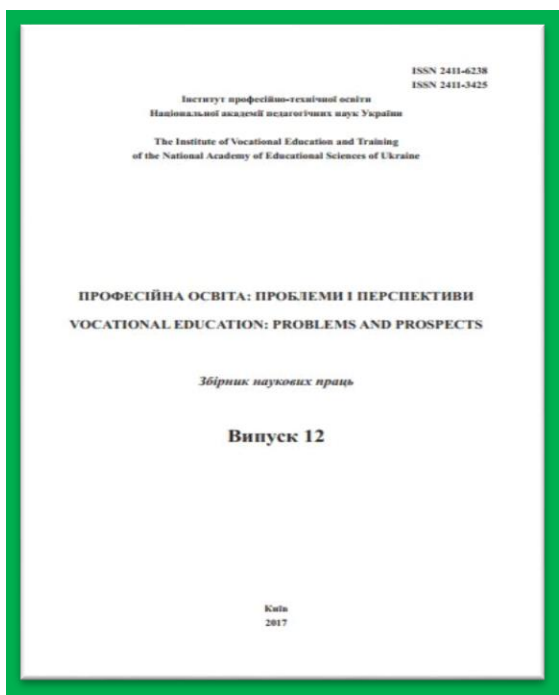 ISSN 2411-6238
ISSN 2411-3425
Інститут професійно-технічної освіти
Національної академії педагогічних наук України
The Institute of Vocational Education and Training
of the National Academy of Educational Sciences of Ukraine
ПРОФЕСІЙНА ОСВІТА: ПРОБЛЕМИ І ПЕРСПЕКТИВИ
VOCATIONAL EDUCATION: PROBLEMS AND PROSPECTS
Збірник наукових праць
Випуск 12
Київ
2017